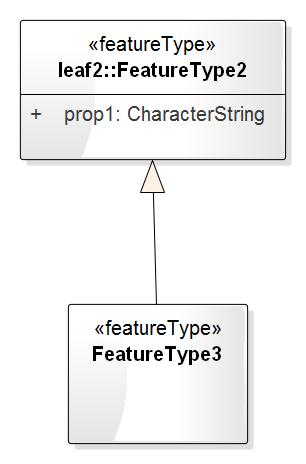 «featureType»
leaf2::FeatureType2
+ prop1: CharacterString
«featureType»
FeatureType3